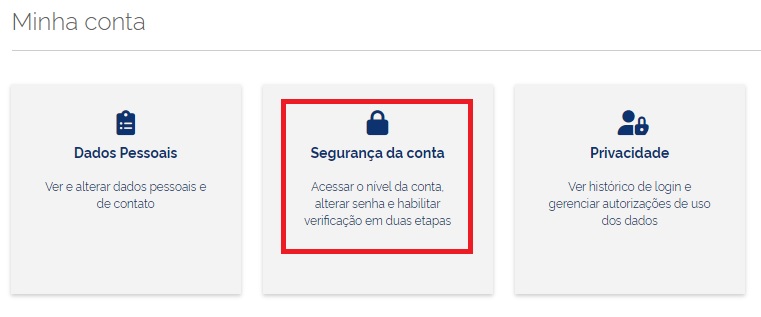 Minha conta
Dados Pessoais
Ver e alterar dados pessoais e
de contato
Segurança da conta
Acessar o nível da conta,
alterar senha e habilitar
verificação em duas etapas
Privacidade
Ver histórico de login e
gerenciar autorizações de uso
dos dados